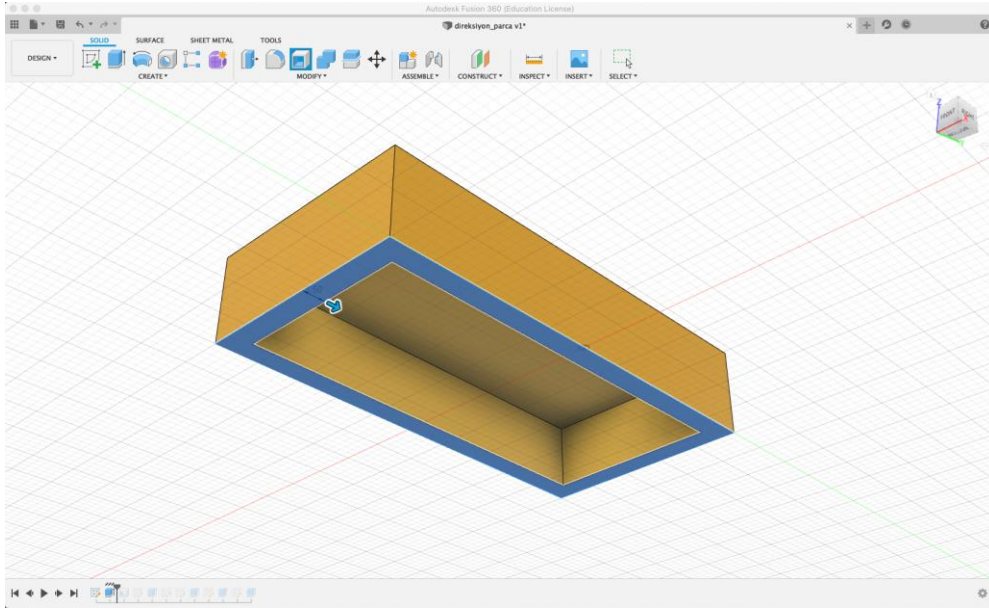 Autodesk Fusion 360 (Education License)
direksiyon_parca v1*
SOLID SURFACE SHEET METAL TOOLS
DESIGN
CREATE MODIFY ASSEMBLE CONSTRUCT INSPECT INSERT SELECT
Z